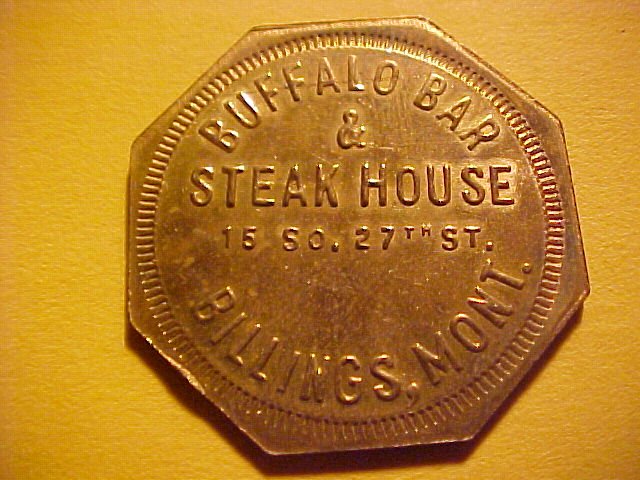 BUFFALO BAR
&
STEAK HOUSE
15 SO. 27TH ST.
BILLINGS, MONT.